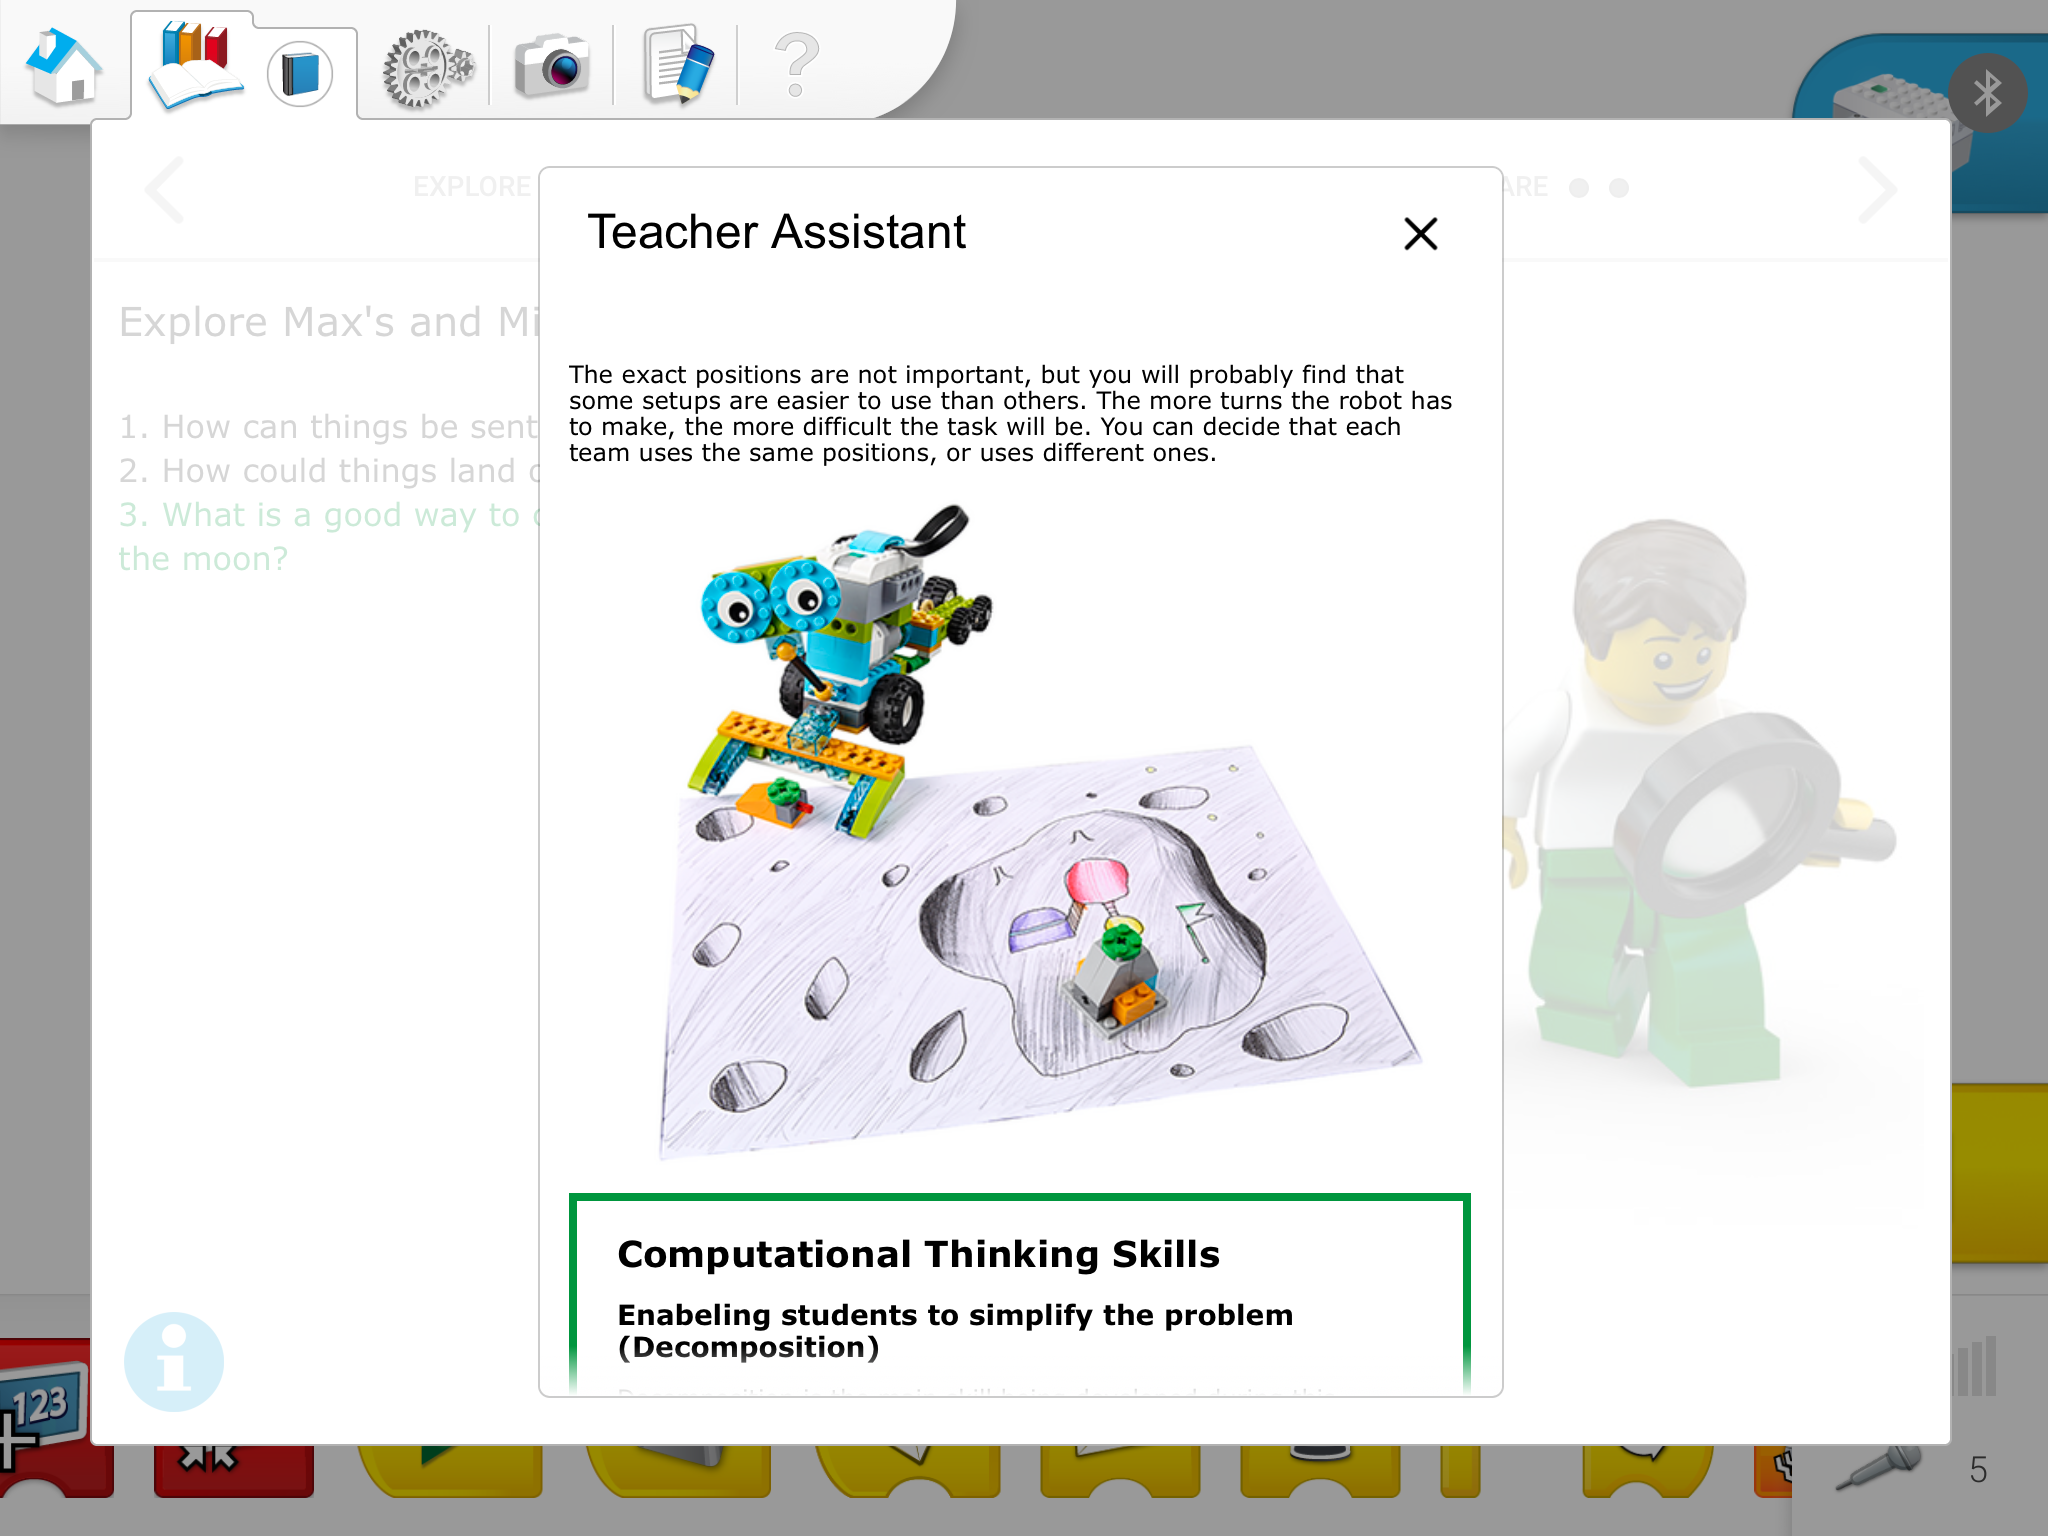 EXPLORE
ARE
Teacher Assistant
Explore Max's and Mi
1. How can things be sent
2. How could things land
3. What is a good way to
the moon?
The exact positions are not important, but you will probably find that
some setups are easier to use than others. The more turns the robot has
to make, the more difficult the task will be. You can decide that each
team uses the same positions, or uses different ones.
Computational Thinking Skills
Enabeling students to simplify the problem
(Decomposition)
123
5